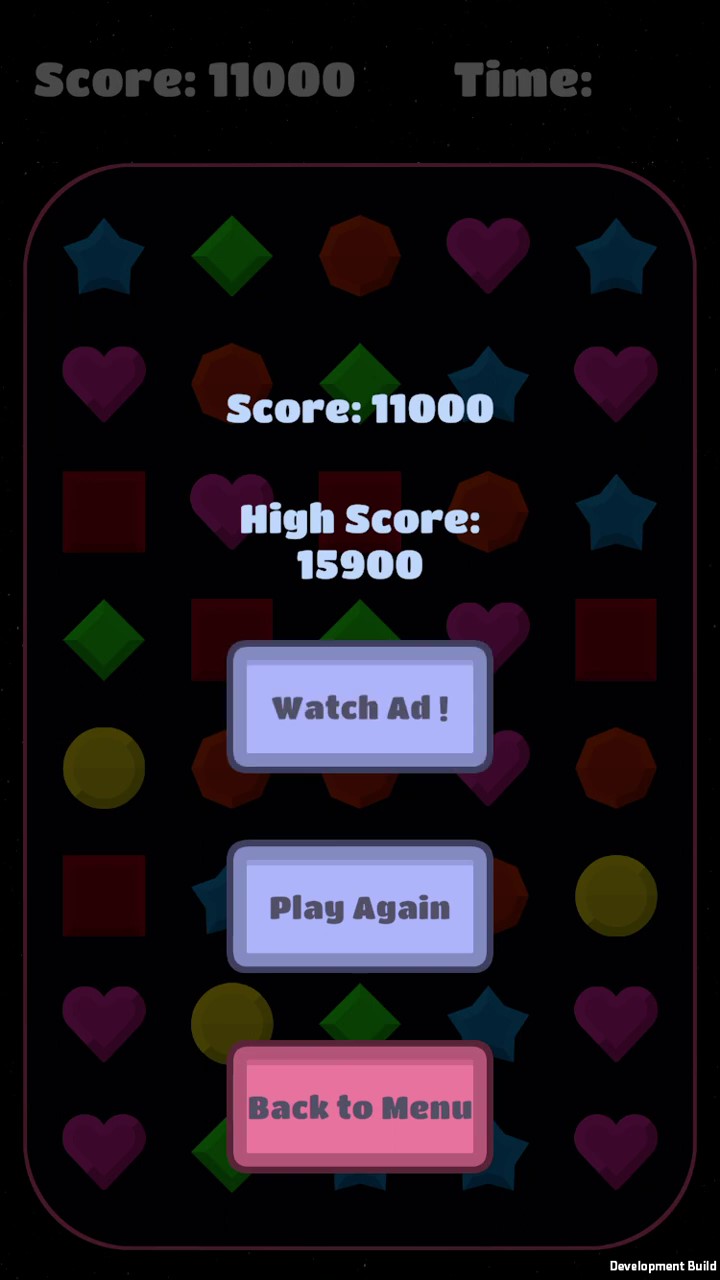 Score: 11000 Time:
Score: 11000
High Score:
15900
Watch Ad !
Play Again
Back to Menu
Development Build